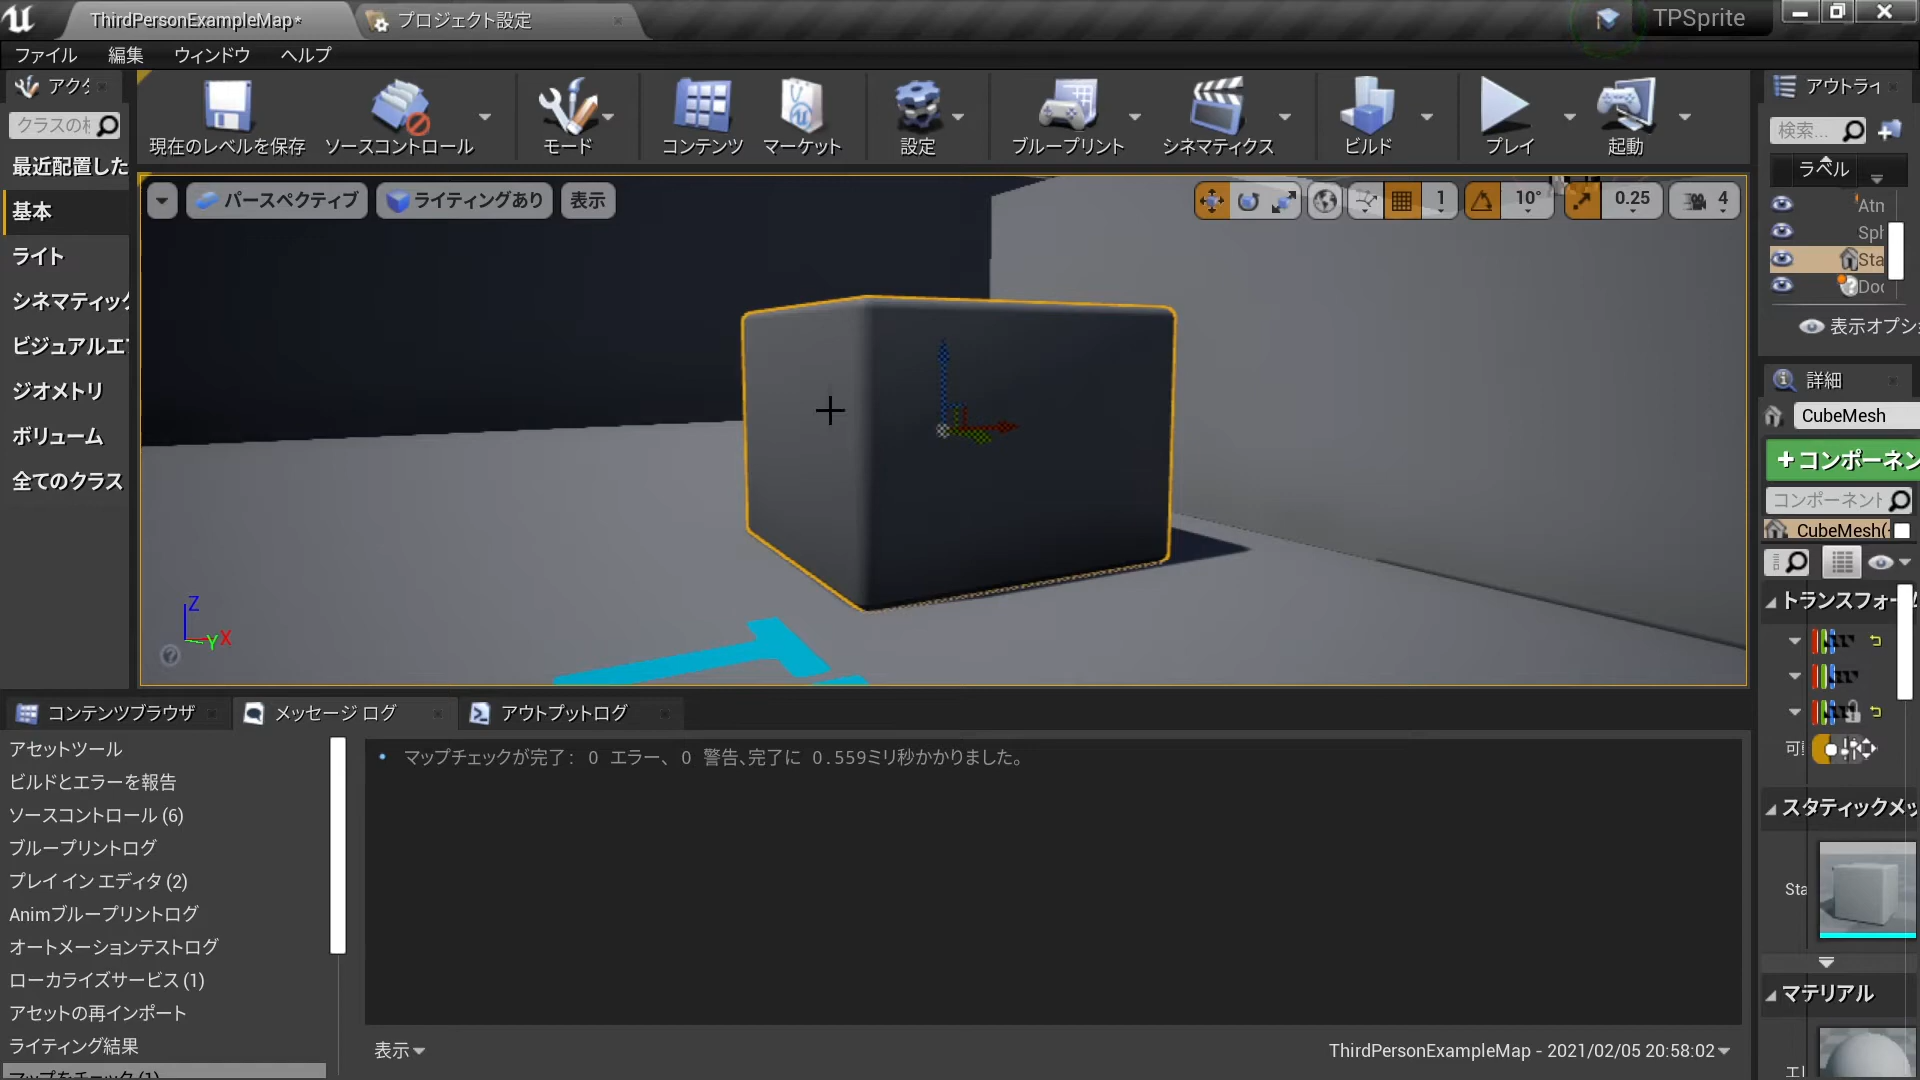 ThirdPersonExampleMap*
プロジェクト設定
TPSprite
ファイル
編集
ウィンドウ
ヘルプ
アクタ
現在のレベルを保存
ソースコントロール
モード
コンテンツ
マーケット
設定
ブループリント
シネマティクス
ビルド
プレイ
起動
アウトライ
クラスの検
検索...
ラベル
最近配置した
基本
ライト
シネマティック
ビジュアルエフ
ジオメトリ
ボリューム
全てのクラス
パースペクティブ
ライティングあり
表示
1
10°
0.25
4
Z
Y
X
Sph
Sta
Doc
表示オプシ
詳細
CubeMesh
+コンポーネン
コンポーネント
CubeMesh(
トランスフォーム
可
スタティックメッ
Sta
マテリアル
エレ
コンテンツブラウザ
メッセージ ログ
アウトプットログ
アセットツール
ビルドとエラーを報告
ソースコントロール (6)
ブループリントログ
プレイ イン エディタ (2)
Animブループリントログ
オートメーションテストログ
ローカライズサービス (1)
アセットの再インポート
ライティング結果
マップをチェック (1)
マップチェックが完了: 0 エラー、 0 警告､完了に 0.559ミリ秒かかりました。
表示
ThirdPersonExampleMap - 2021/02/05 20:58:02